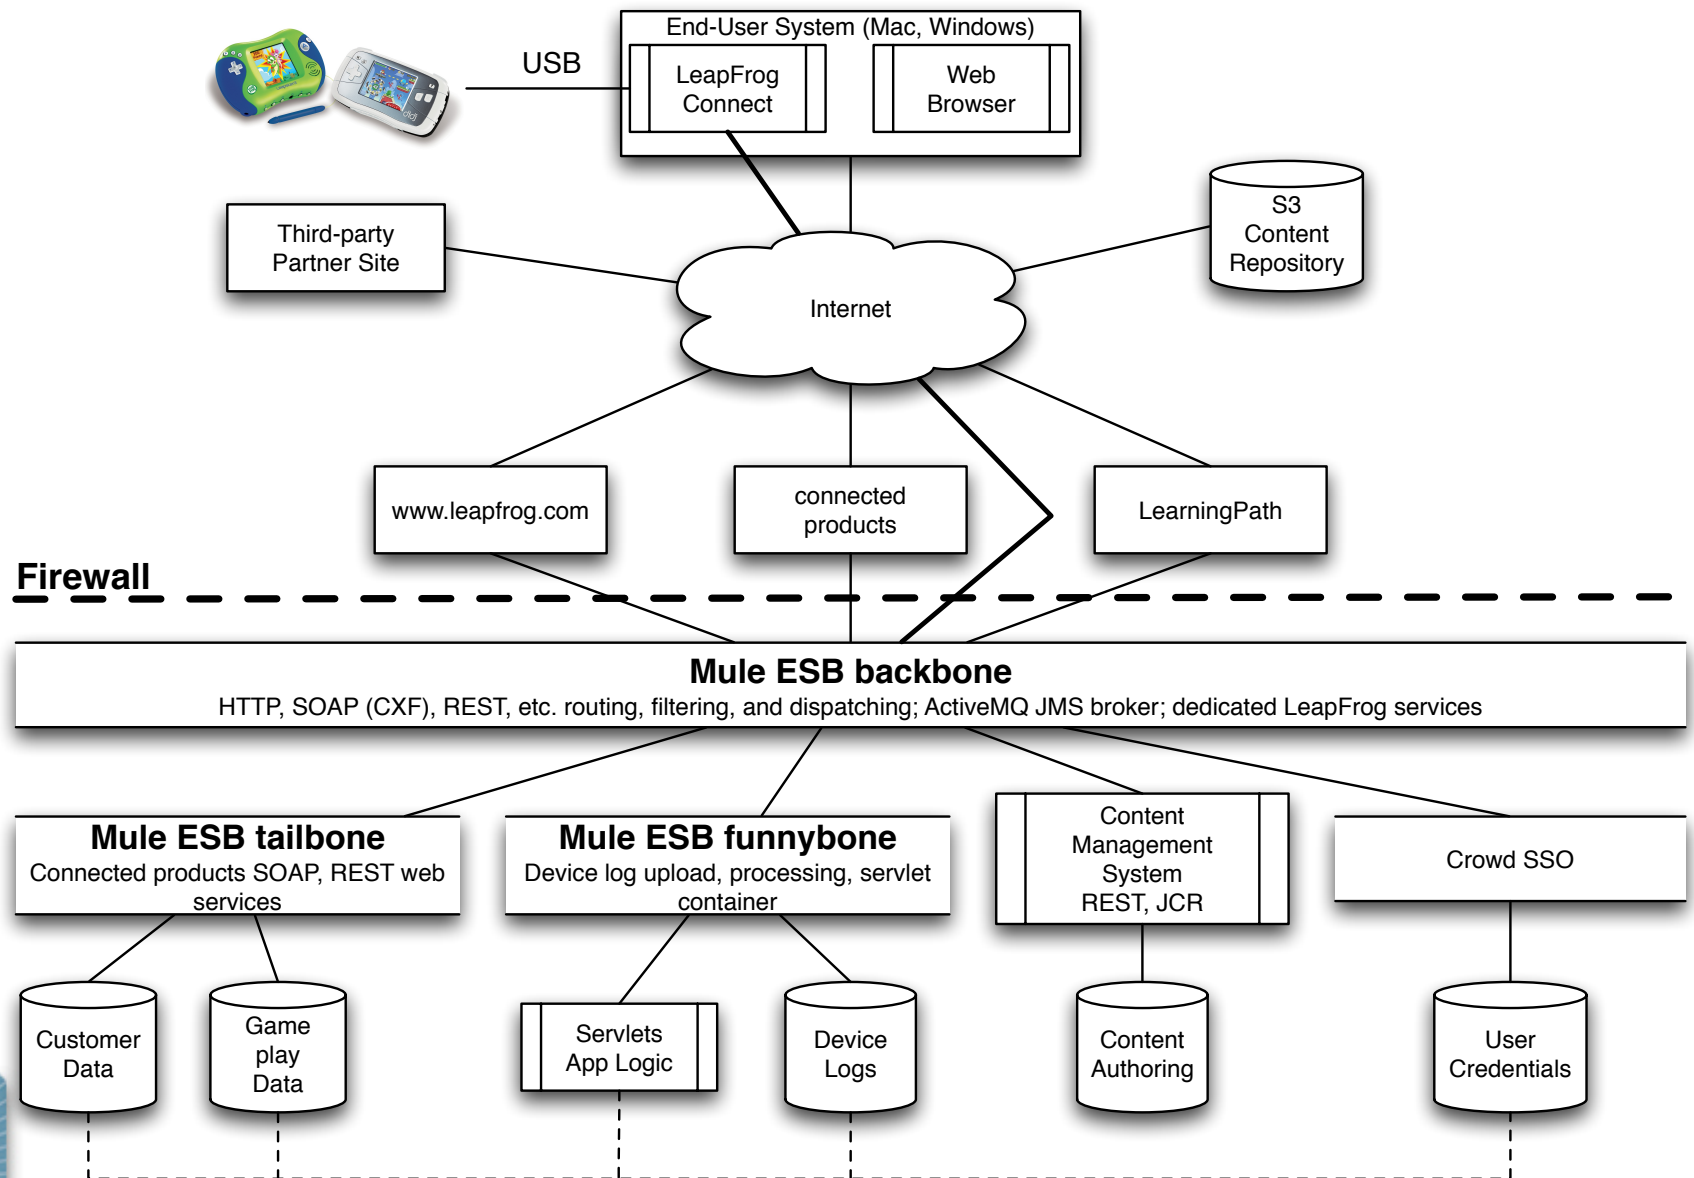 End-User System (Mac, Windows)
USB
LeapFrog
Connect
Web
Browser
Third-party
Partner Site
S3
Content
Repository
Internet
www.leapfrog.com
connected
products
LearningPath
Firewall
Mule ESB backbone
HTTP, SOAP (CXF), REST, etc. routing, filtering, and dispatching; ActiveMQ JMS broker; dedicated LeapFrog services
Mule ESB tailbone
Connected products SOAP, REST web
services
Mule ESB funnybone
Device log upload, processing, servlet
container
Content
Management
System
REST, JCR
Crowd SSO
Customer
Data
Game
play
Data
Servlets
App Logic
Device
Logs
Content
Authoring
User
Credentials